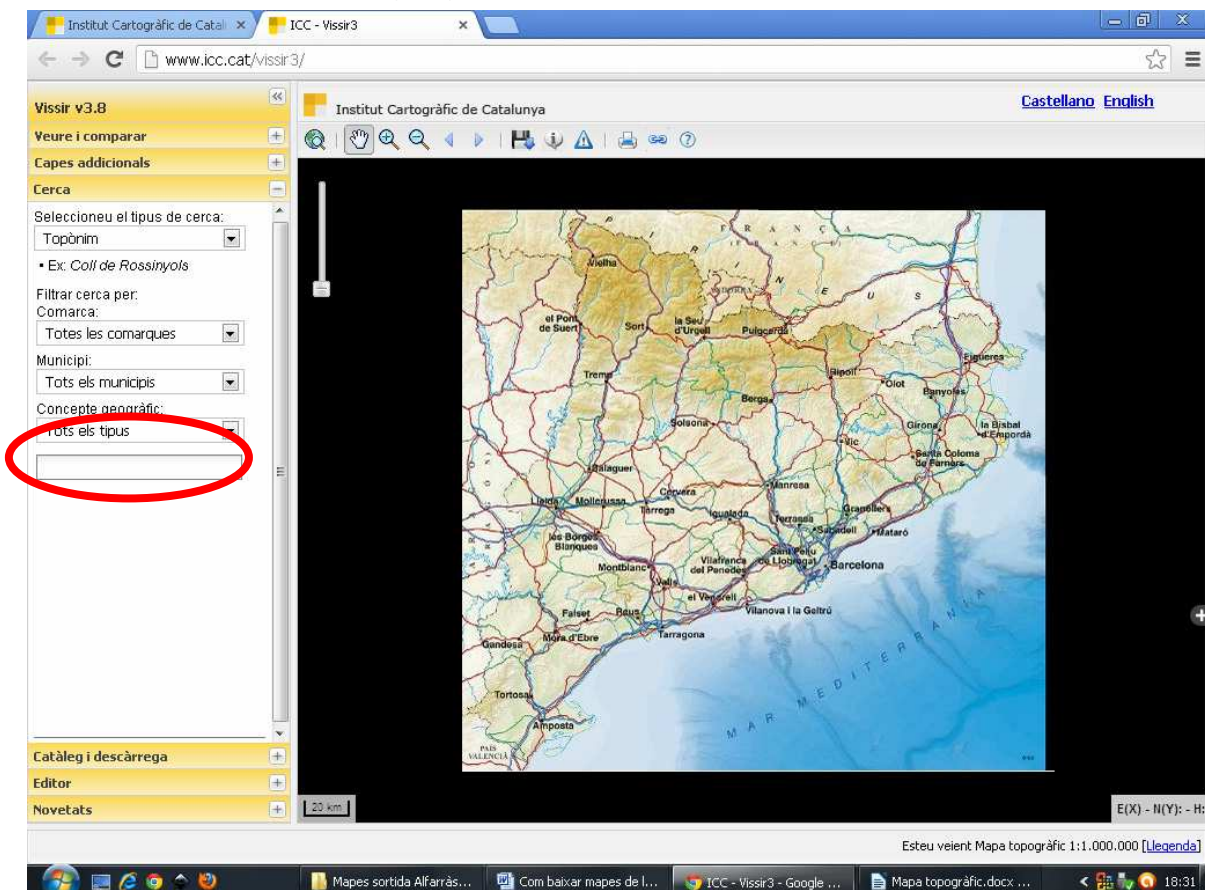 Institut Cartogràfic de Catal
ICC - Vissir3
www.icc.cat/vissir3/
Vissir v3.8
Veure i comparar
Capes addicionals
Cerca
Seleccioneu el tipus de cerca:
Topònim
• Ex: Coll de Rossinyols
Filtrar cerca per:
Comarca:
Totes les comarques
Municipi:
Tots els municipis
Concepte geogràfic:
Tots els tipus
Catàleg i descàrrega
Editor
Novetats
Institut Cartogràfic de Catalunya
Castellano English
FRANÇA
PIRINEUS
ANDORRA
Vielha
el Pont de Suert
Sort
la Seu d'Urgell
Puigcerdà
Figueres
Tremp
Ripoll
Olot
Banyoles
Berga
Solsona
Vic
Girona
la Bisbal d'Empordà
Santa Coloma de Farners
Balaguer
Manresa
Lleida
Mollerussa
Cervera
Tàrrega
Igualada
Terrassa
Granollers
Sabadell
Mataró
les Borges Blanques
Montblanc
Vilafranca del Penedès
Sant Feliu de Llobregat
Barcelona
Valls
el Vendrell
Vilanova i la Geltrú
Falset
Reus
Móra d'Ebre
Tarragona
Gandesa
Tortosa
Amposta
MAR MEDITERRANIA
PAÍS VALENCIÀ
20 km
E(X) - N(Y): - H:
Esteu veient Mapa topogràfic 1:1.000.000 [Llegenda]
Mapes sortida Alfarràs...
Com baixar mapes de l...
ICC - Vissir3 - Google ...
Mapa topogràfic.docx ...
18:31